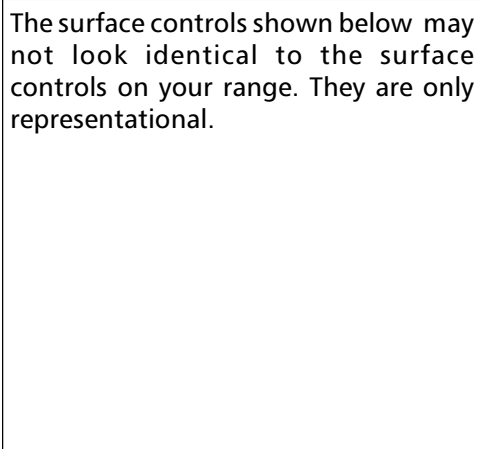 The surface controls shown below may
not look identical to the surface
controls on your range. They are only
representational.